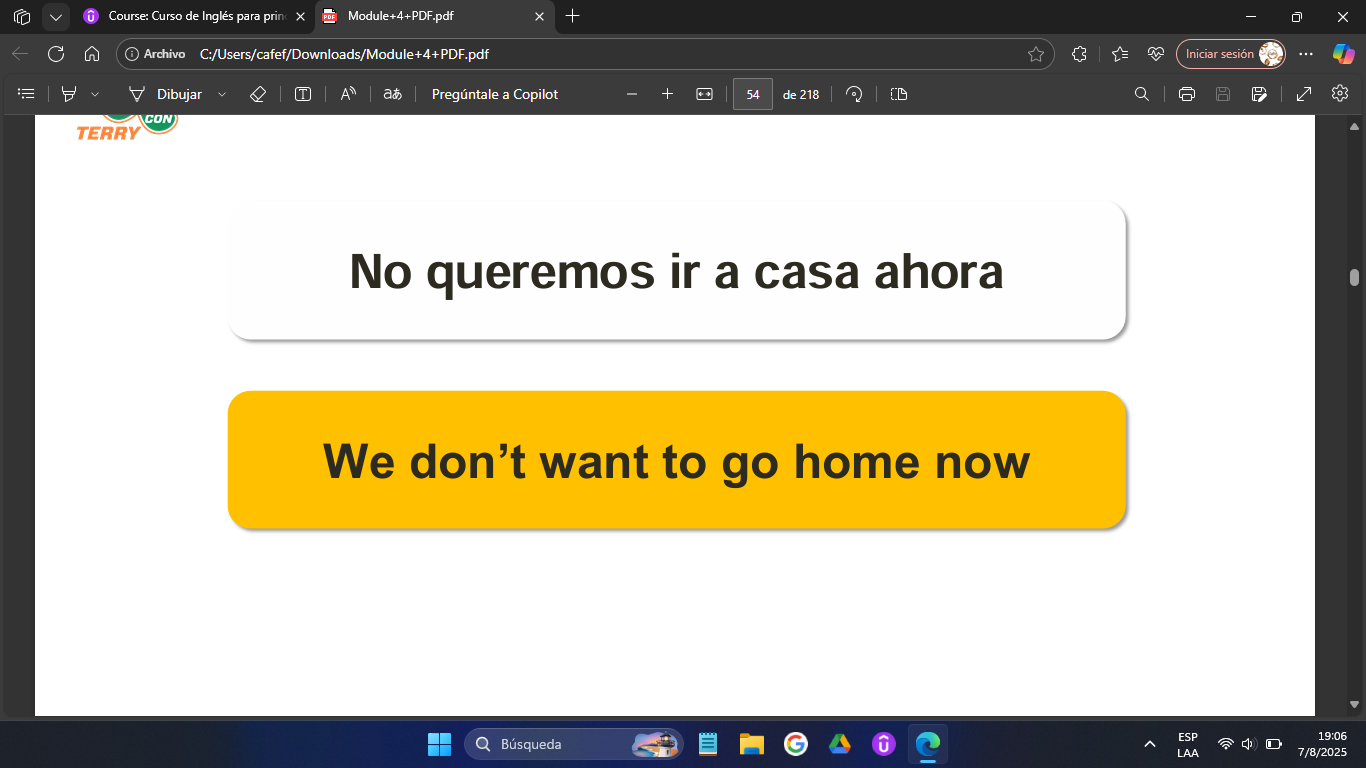 Course: Curso de Inglés para prin
Module+4+PDF.pdf
Archivo
C:/Users/cafef/Downloads/Module+4+PDF.pdf
Iniciar sesión
Dibujar
Pregúntale a Copilot
54
de 218
TERRY
CON
No queremos ir a casa ahora
We don’t want to go home now
Búsqueda
ESP
LAA
19:06
7/8/2025